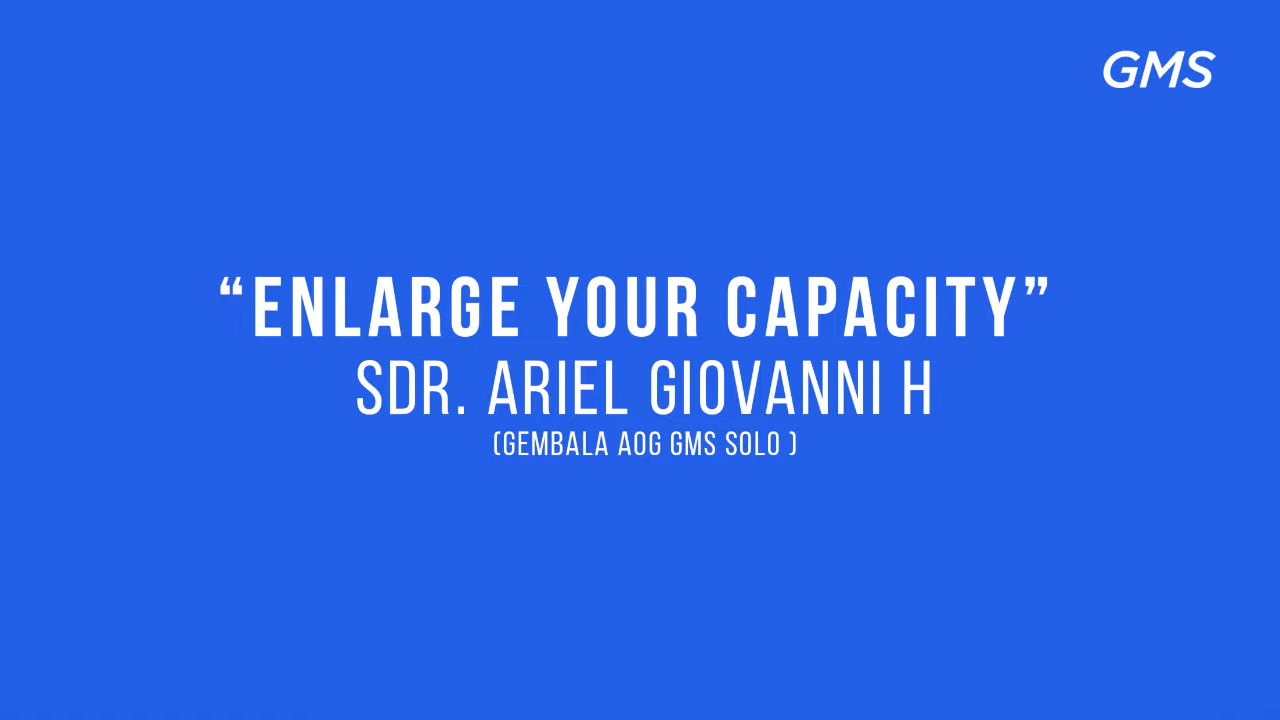 GMS
“ENLARGE YOUR CAPACITY”
SDR. ARIEL GIOVANNI H
(GEMBALA AOG GMS SOLO )